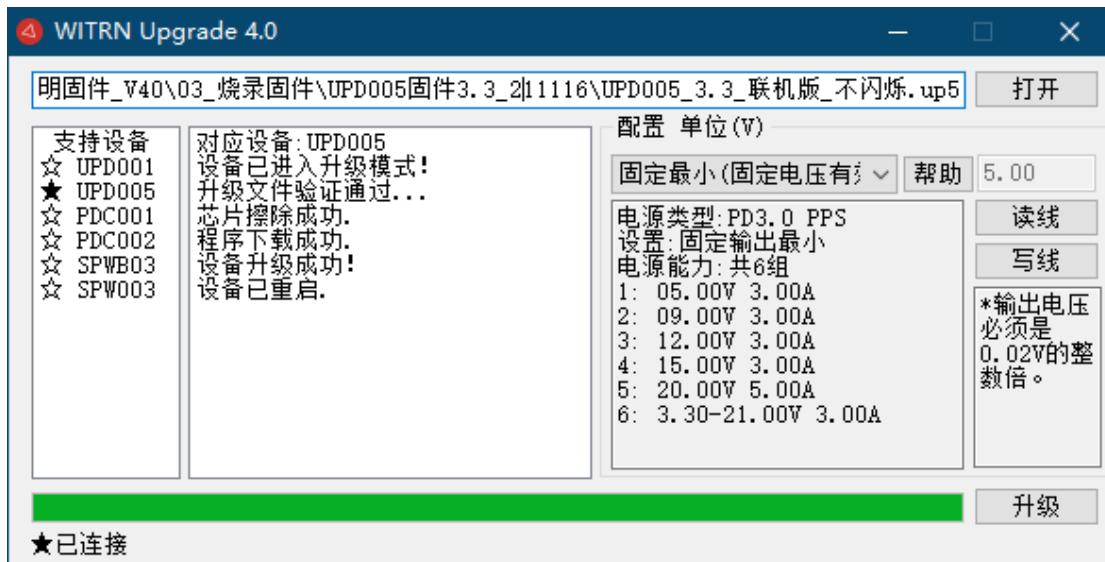 WITRN Upgrade 4.0
明固件_V40\03_烧录固件\UPD005固件3.3_211116\UPD005_3.3_联机版_不闪烁.up5
打开
支持设备
☆ UPD001
★ UPD005
☆ PDC001
☆ PDC002
☆ SPWB03
☆ SPW003
对应设备:UPD005
设备已进入升级模式!
升级文件验证通过...
芯片擦除成功.
程序下载成功.
设备升级成功!
设备已重启.
配置 单位(V)
固定最小(固定电压有
帮助
5.00
电源类型:PD3.0 PPS
设置:固定输出最小
电源能力:共6组
1: 05.00V 3.00A
2: 09.00V 3.00A
3: 12.00V 3.00A
4: 15.00V 3.00A
5: 20.00V 5.00A
6: 3.30-21.00V 3.00A
读线
写线
*输出电压
必须是
0.02V的整
数倍。
升级
★已连接